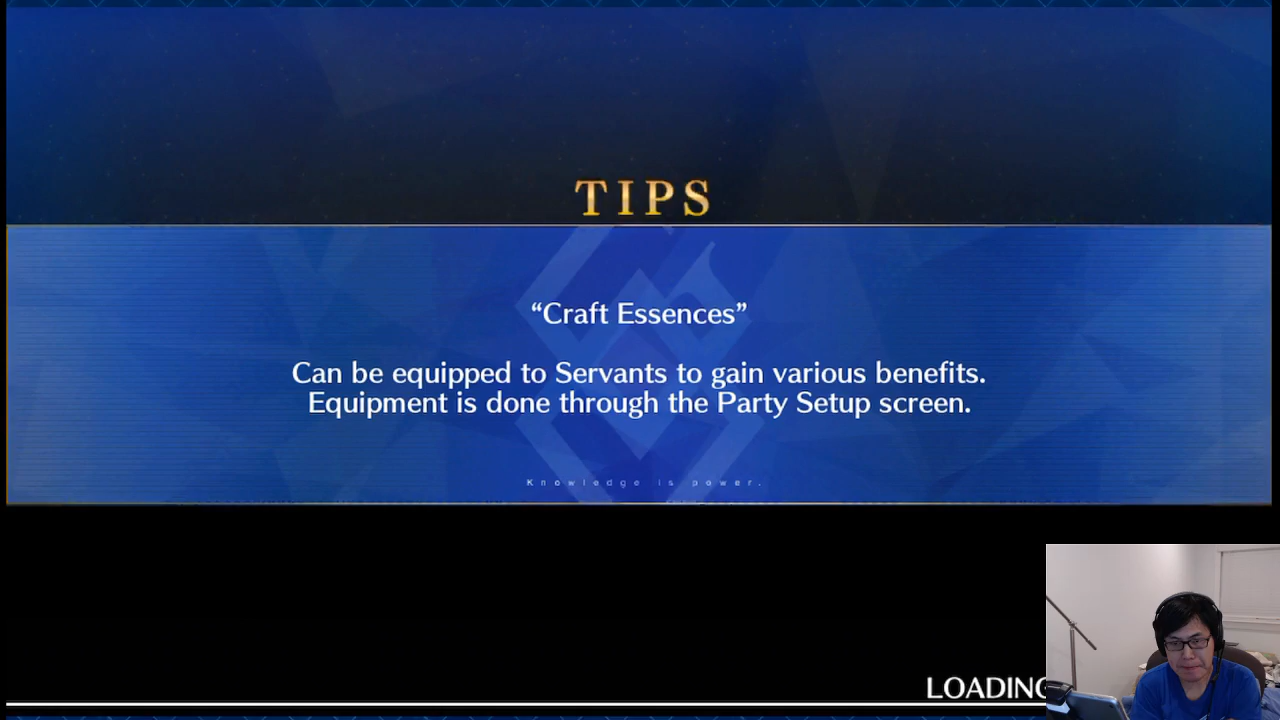 TIPS
“Craft Essences”
Can be equipped to Servants to gain various benefits.
Equipment is done through the Party Setup screen.
Knowledge is power.
LOADING